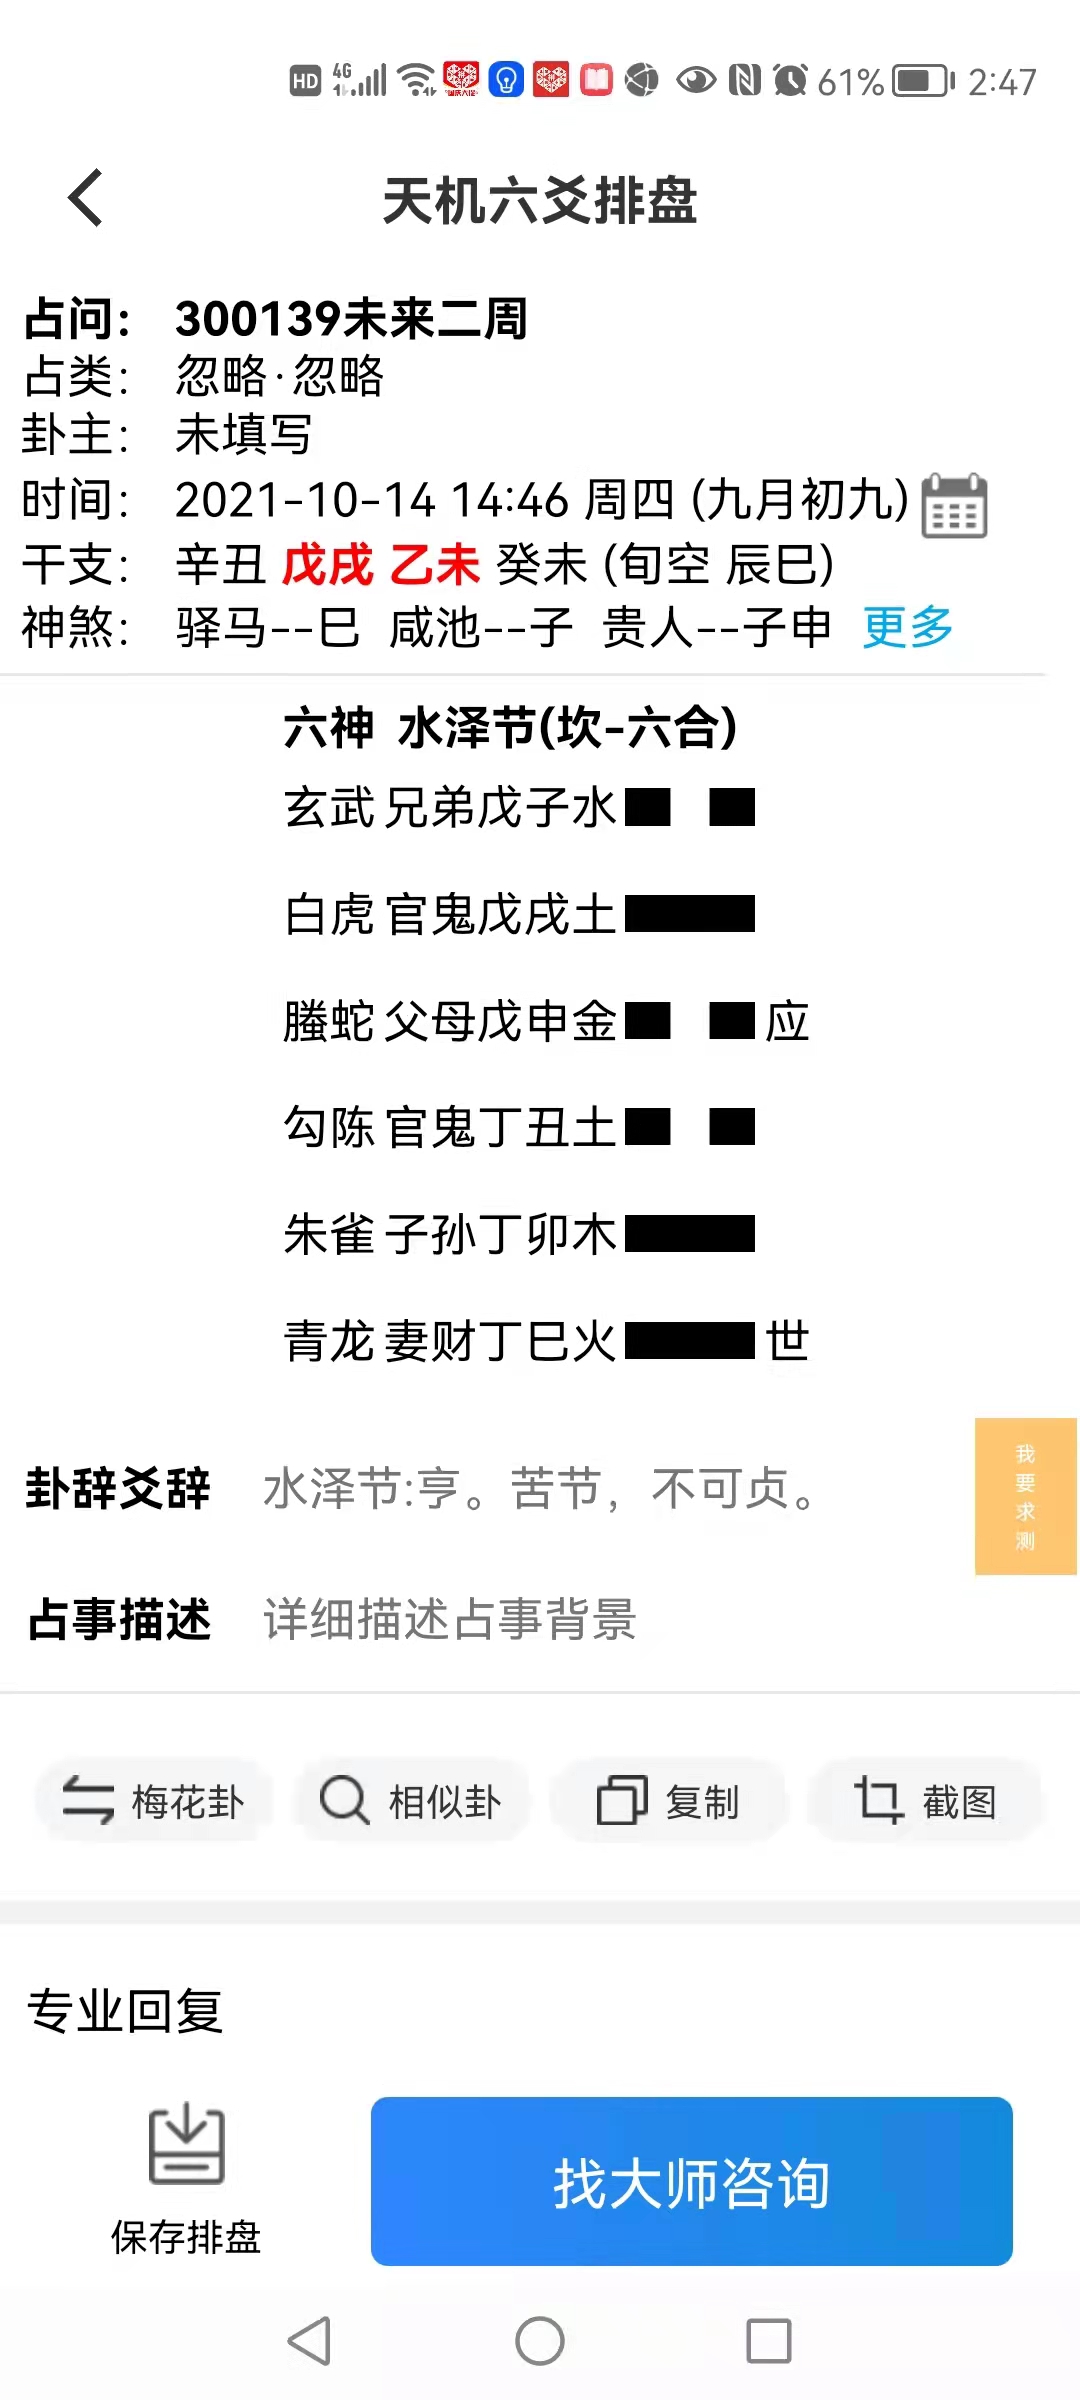 HD 4G 61% 2:47
天机六爻排盘
占问： 300139未来二周
占类： 忽略·忽略
卦主： 未填写
时间： 2021-10-14 14:46 周四 (九月初九)
干支： 辛丑 戊戌 乙未 癸未 (旬空 辰巳)
神煞： 驿马--巳 咸池--子 贵人--子申 更多
六神 水泽节(坎-六合)
玄武 兄弟戊子水
白虎 官鬼戊戌土
螣蛇 父母戊申金 应
勾陈 官鬼丁丑土
朱雀 子孙丁卯木
青龙 妻财丁巳火 世
卦辞爻辞 水泽节:亨。苦节，不可贞。
我要求测
占事描述 详细描述占事背景
梅花卦 相似卦 复制 截图
专业回复
保存排盘 找大师咨询